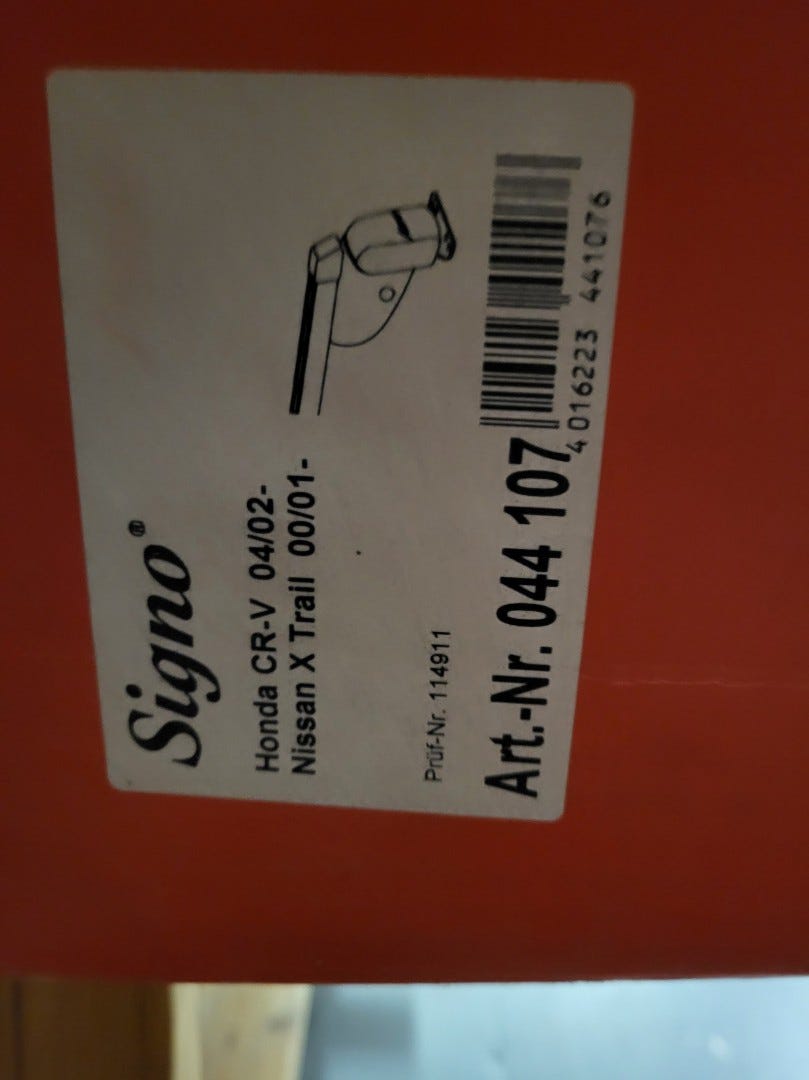 Signo®
Honda CR-V 04/02-
Nissan X Trail 00/01-
Prüf-Nr. 114911
Art.-Nr. 044 107
4 016223 441076